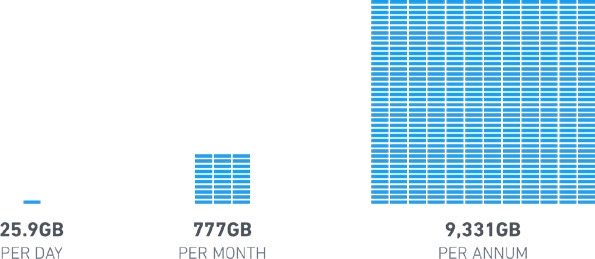 25.9GB
PER DAY
777GB
PER MONTH
9,331GB
PER ANNUM